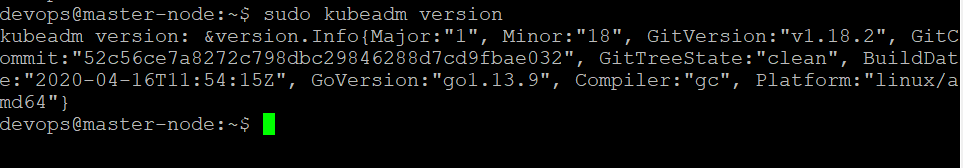 devops@master-node:~$ sudo kubeadm version
kubeadm version: &version.Info{Major:"1", Minor:"18", GitVersion:"v1.18.2", GitC
ommit:"52c56ce7a8272c798dbc29846288d7cd9fbae032", GitTreeState:"clean", BuildDat
e:"2020-04-16T11:54:15Z", GoVersion:"go1.13.9", Compiler:"gc", Platform:"linux/a
md64"}
devops@master-node:~$